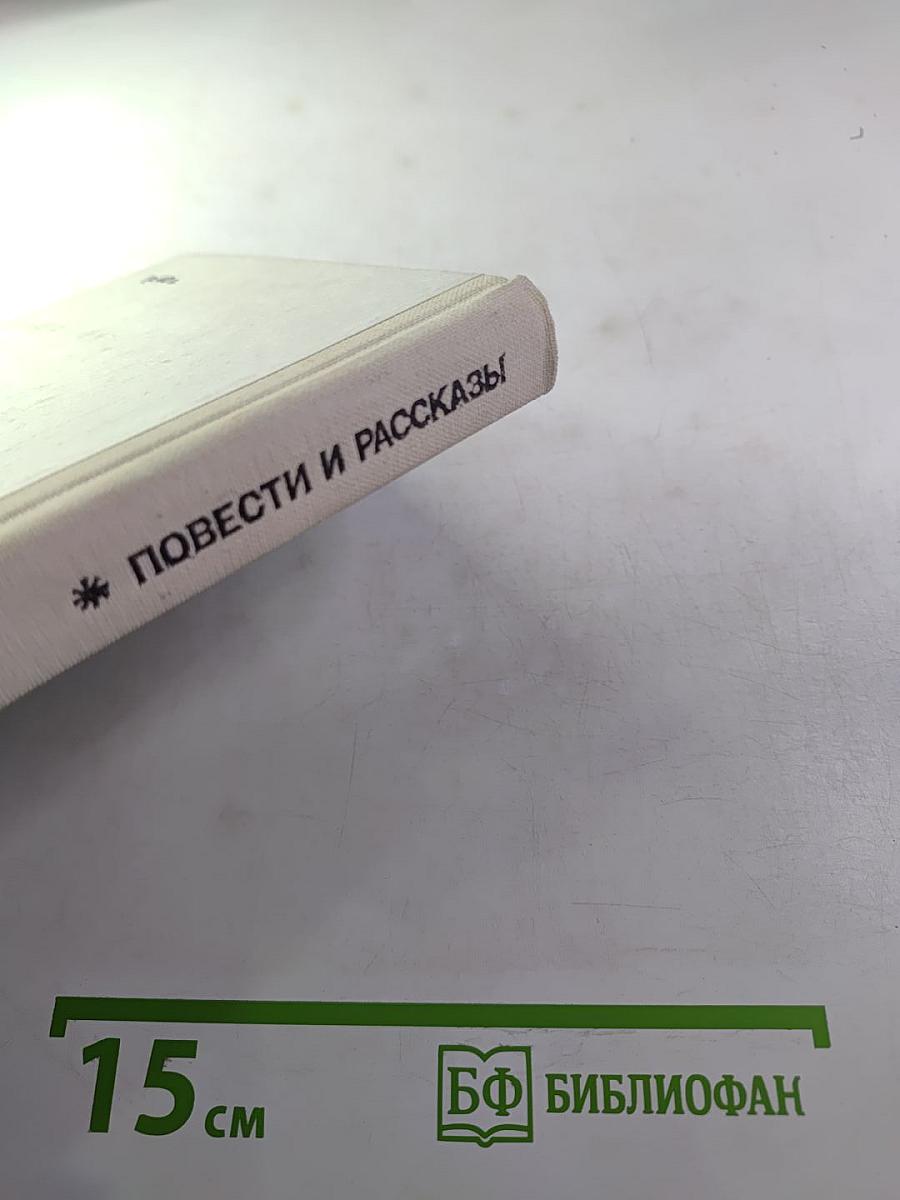 * ПОВЕСТИ И РАССКАЗЫ
15 см
БФ БИБЛИОФАН